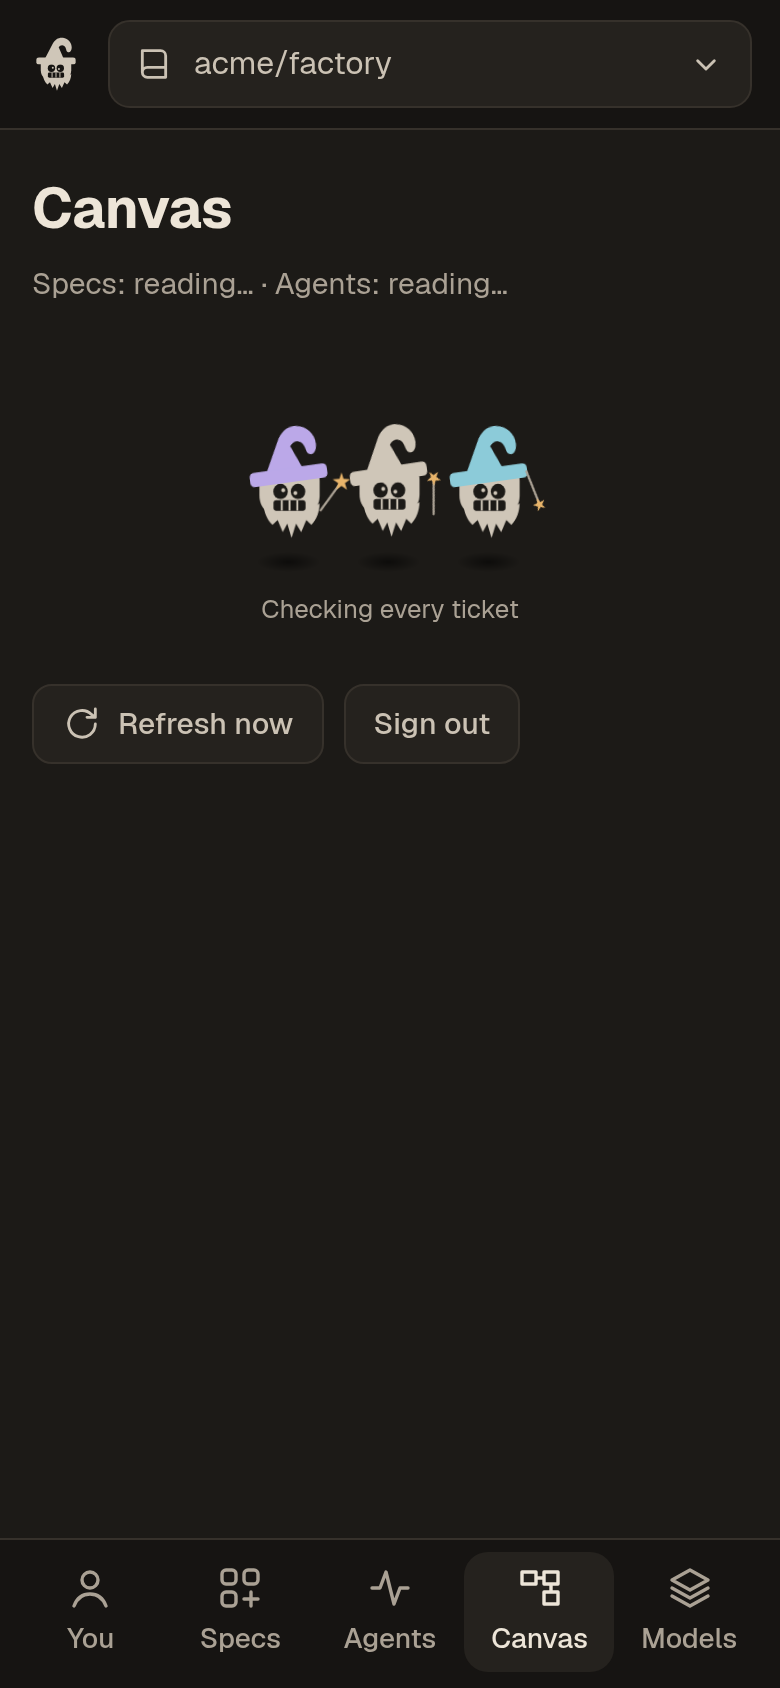 acme/factory
Canvas
Specs: reading… · Agents: reading…
Checking every ticket
Refresh now
Sign out
You
Specs
Agents
Canvas
Models